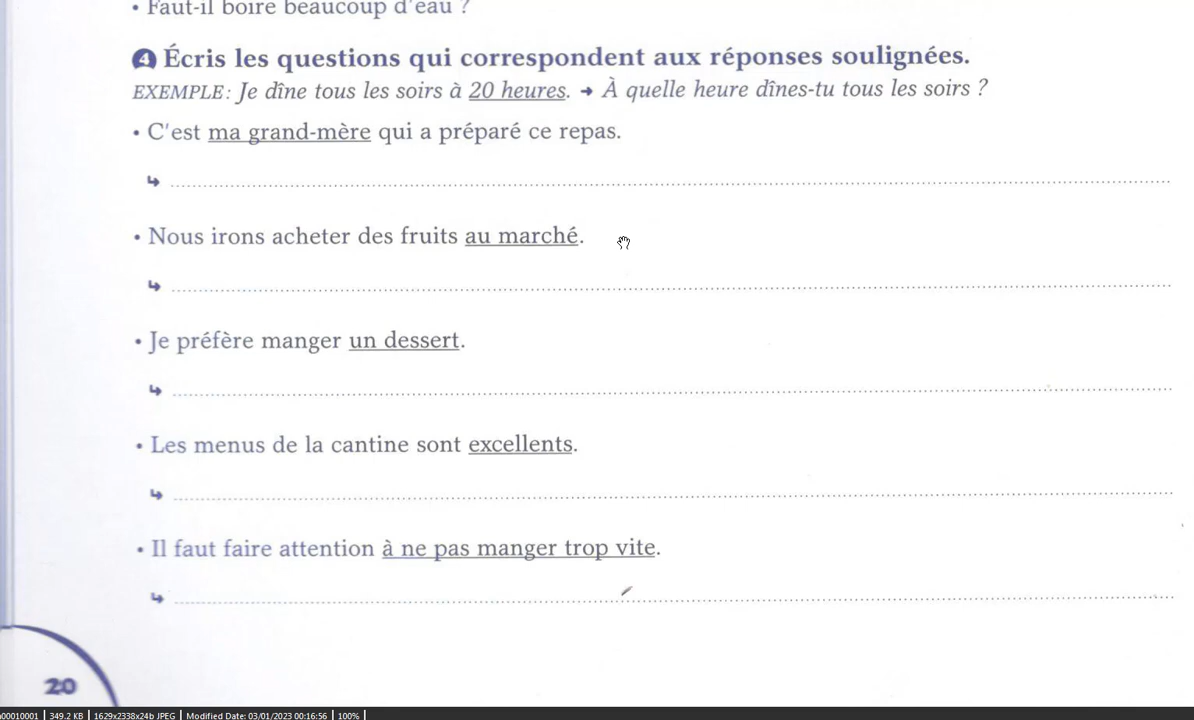 • Faut-il boire beaucoup d'eau ?
4 Écris les questions qui correspondent aux réponses soulignées.
EXEMPLE : Je dîne tous les soirs à 20 heures. → À quelle heure dînes-tu tous les soirs ?
• C'est ma grand-mère qui a préparé ce repas.
• Nous irons acheter des fruits au marché.
• Je préfère manger un dessert.
• Les menus de la cantine sont excellents.
• Il faut faire attention à ne pas manger trop vite.
20
a00010001 | 349.2 KB | 1629x2338x24b JPEG | Modified Date: 03/01/2023 00:16:56 | 100% |